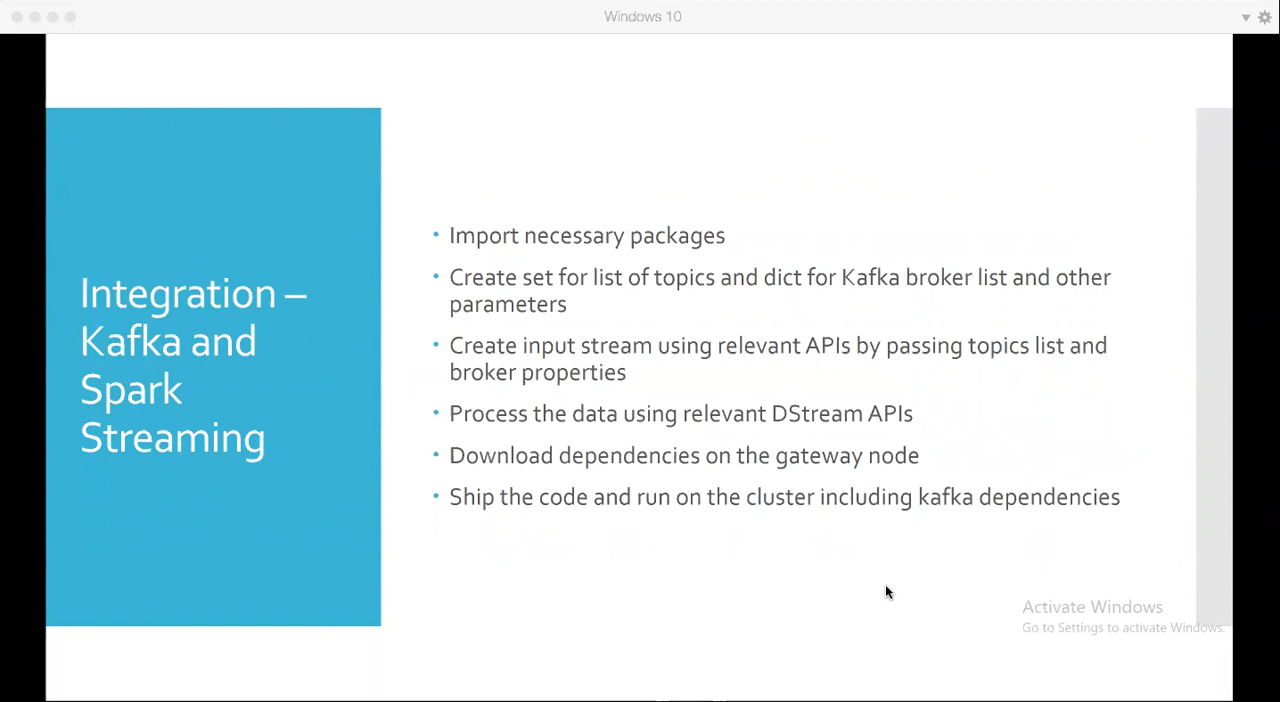 Windows 10
Integration –
Kafka and
Spark
Streaming
• Import necessary packages
• Create set for list of topics and dict for Kafka broker list and other
parameters
• Create input stream using relevant APIs by passing topics list and
broker properties
• Process the data using relevant DStream APIs
• Download dependencies on the gateway node
• Ship the code and run on the cluster including kafka dependencies
Activate Windows
Go to Settings to activate Windows.